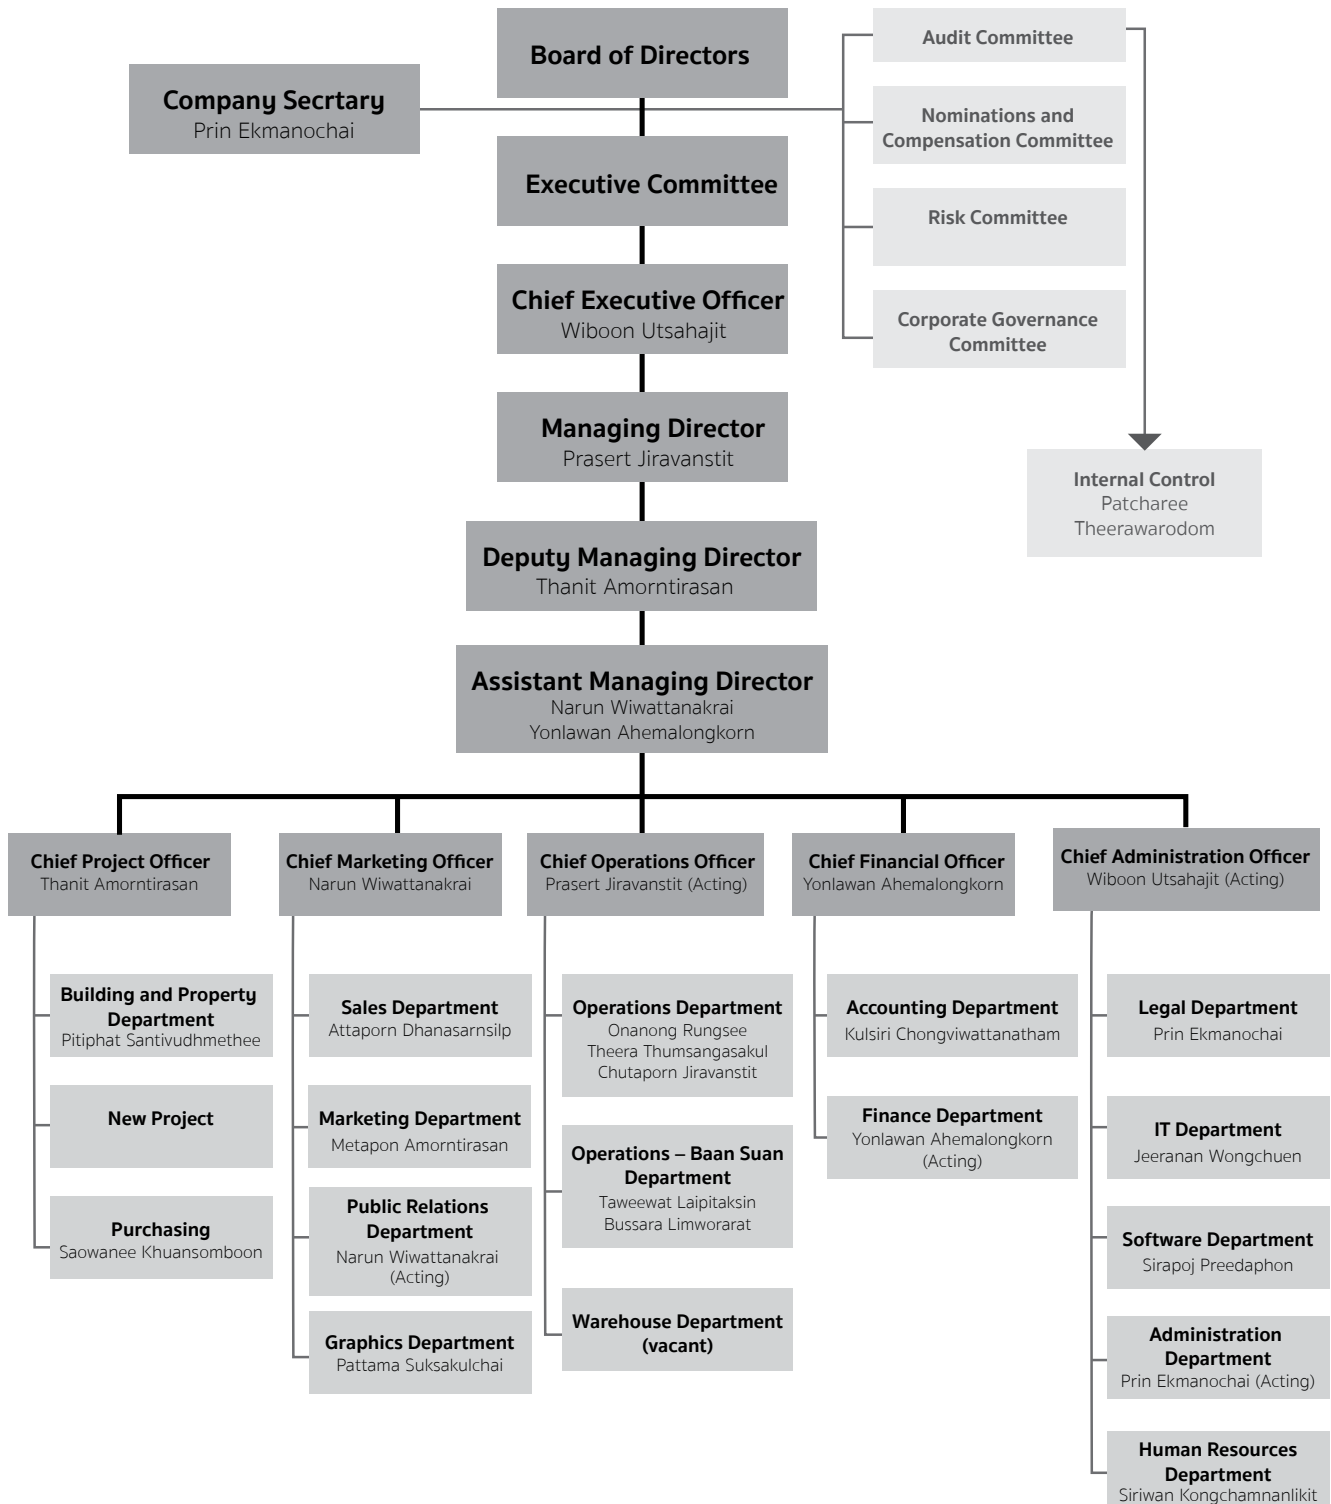 Board of Directors
Company Secrtary
Prin Ekmanochai
Audit Committee
Nominations and
Compensation Committee
Risk Committee
Corporate Governance
Committee
Internal Control
Patcharee
Theerawarodom
Executive Committee
Chief Executive Officer
Wiboon Utsahajit
Managing Director
Prasert Jiravanstit
Deputy Managing Director
Thanit Amorntirasan
Assistant Managing Director
Narun Wiwattanakrai
Yonlawan Ahemalongkorn
Chief Project Officer
Thanit Amorntirasan
Building and Property
Department
Pitiphat Santivudhmethee
New Project
Purchasing
Saowanee Khuansomboon
Chief Marketing Officer
Narun Wiwattanakrai
Sales Department
Attaporn Dhanasarnsilp
Marketing Department
Metapon Amorntirasan
Public Relations
Department
Narun Wiwattanakrai
(Acting)
Graphics Department
Pattama Suksakulchai
Chief Operations Officer
Prasert Jiravanstit (Acting)
Operations Department
Onanong Rungsee
Theera Thumsangasakul
Chutaporn Jiravanstit
Operations – Baan Suan
Department
Taweewat Laipitaksin
Bussara Limworarat
Warehouse Department
(vacant)
Chief Financial Officer
Yonlawan Ahemalongkorn
Accounting Department
Kulsiri Chongviwattanatham
Finance Department
Yonlawan Ahemalongkorn
(Acting)
Chief Administration Officer
Wiboon Utsahajit (Acting)
Legal Department
Prin Ekmanochai
IT Department
Jeeranan Wongchuen
Software Department
Sirapoj Preedaphon
Administration
Department
Prin Ekmanochai (Acting)
Human Resources
Department
Siriwan Kongchamnanlikit